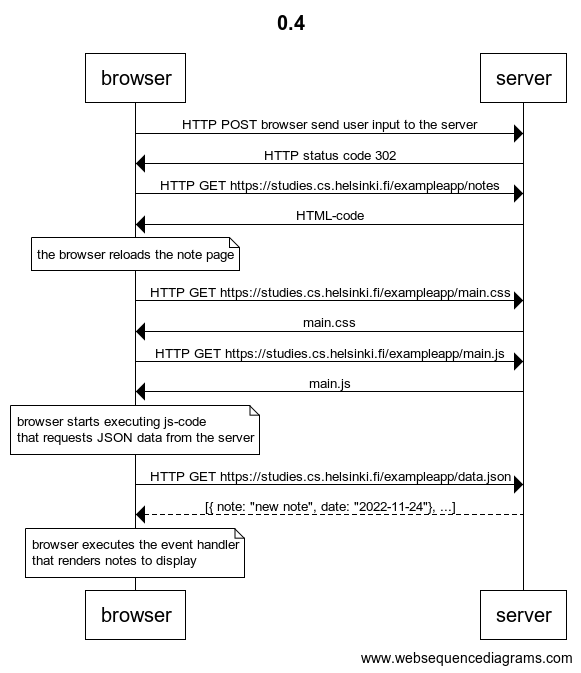 0.4
browser
server
HTTP POST browser send user input to the server
HTTP status code 302
HTTP GET https://studies.cs.helsinki.fi/exampleapp/notes
HTML-code
the browser reloads the note page
HTTP GET https://studies.cs.helsinki.fi/exampleapp/main.css
main.css
HTTP GET https://studies.cs.helsinki.fi/exampleapp/main.js
main.js
browser starts executing js-code
that requests JSON data from the server
HTTP GET https://studies.cs.helsinki.fi/exampleapp/data.json
[{ note: "new note", date: "2022-11-24"}, ...]
browser executes the event handler
that renders notes to display
browser
server
www.websequencediagrams.com